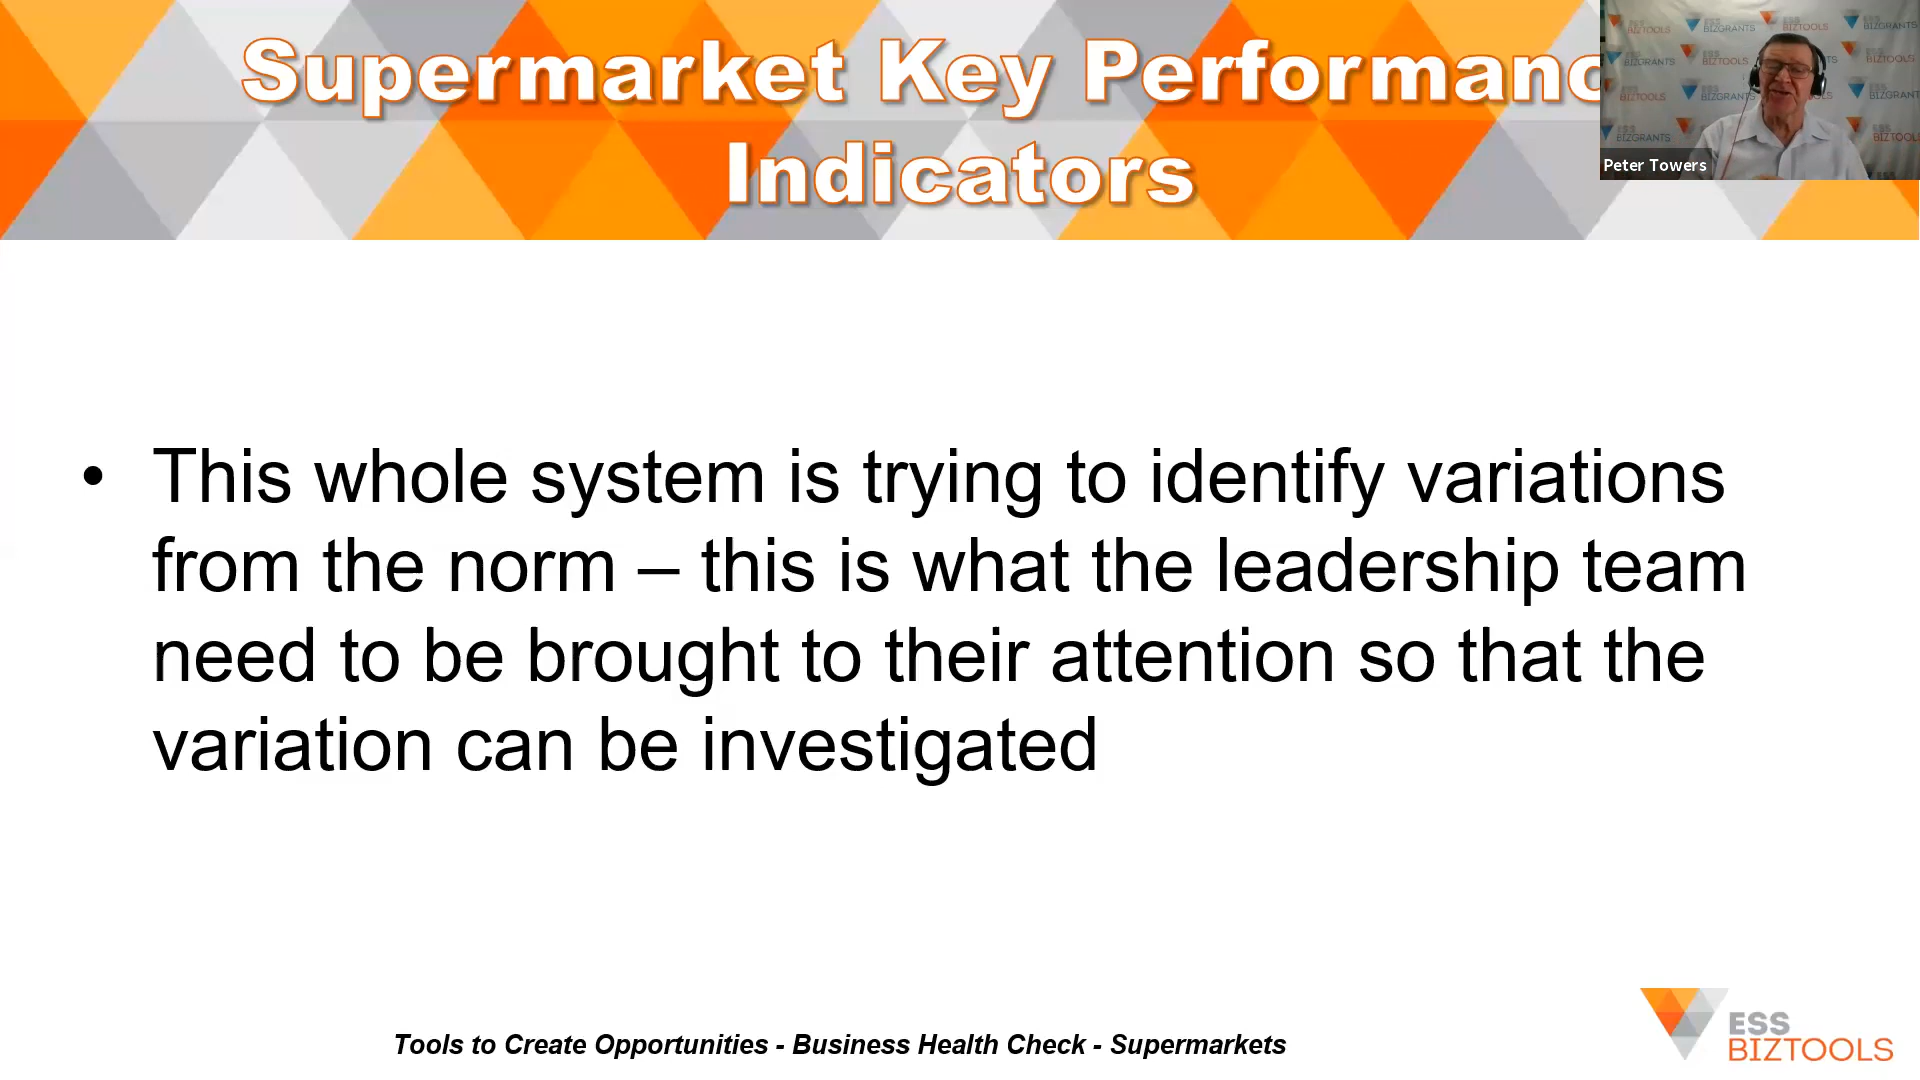 Supermarket Key Performanc
Indicators
Peter Towers
• This whole system is trying to identify variations
from the norm – this is what the leadership team
need to be brought to their attention so that the
variation can be investigated
Tools to Create Opportunities - Business Health Check - Supermarkets
ESS
BIZTOOLS